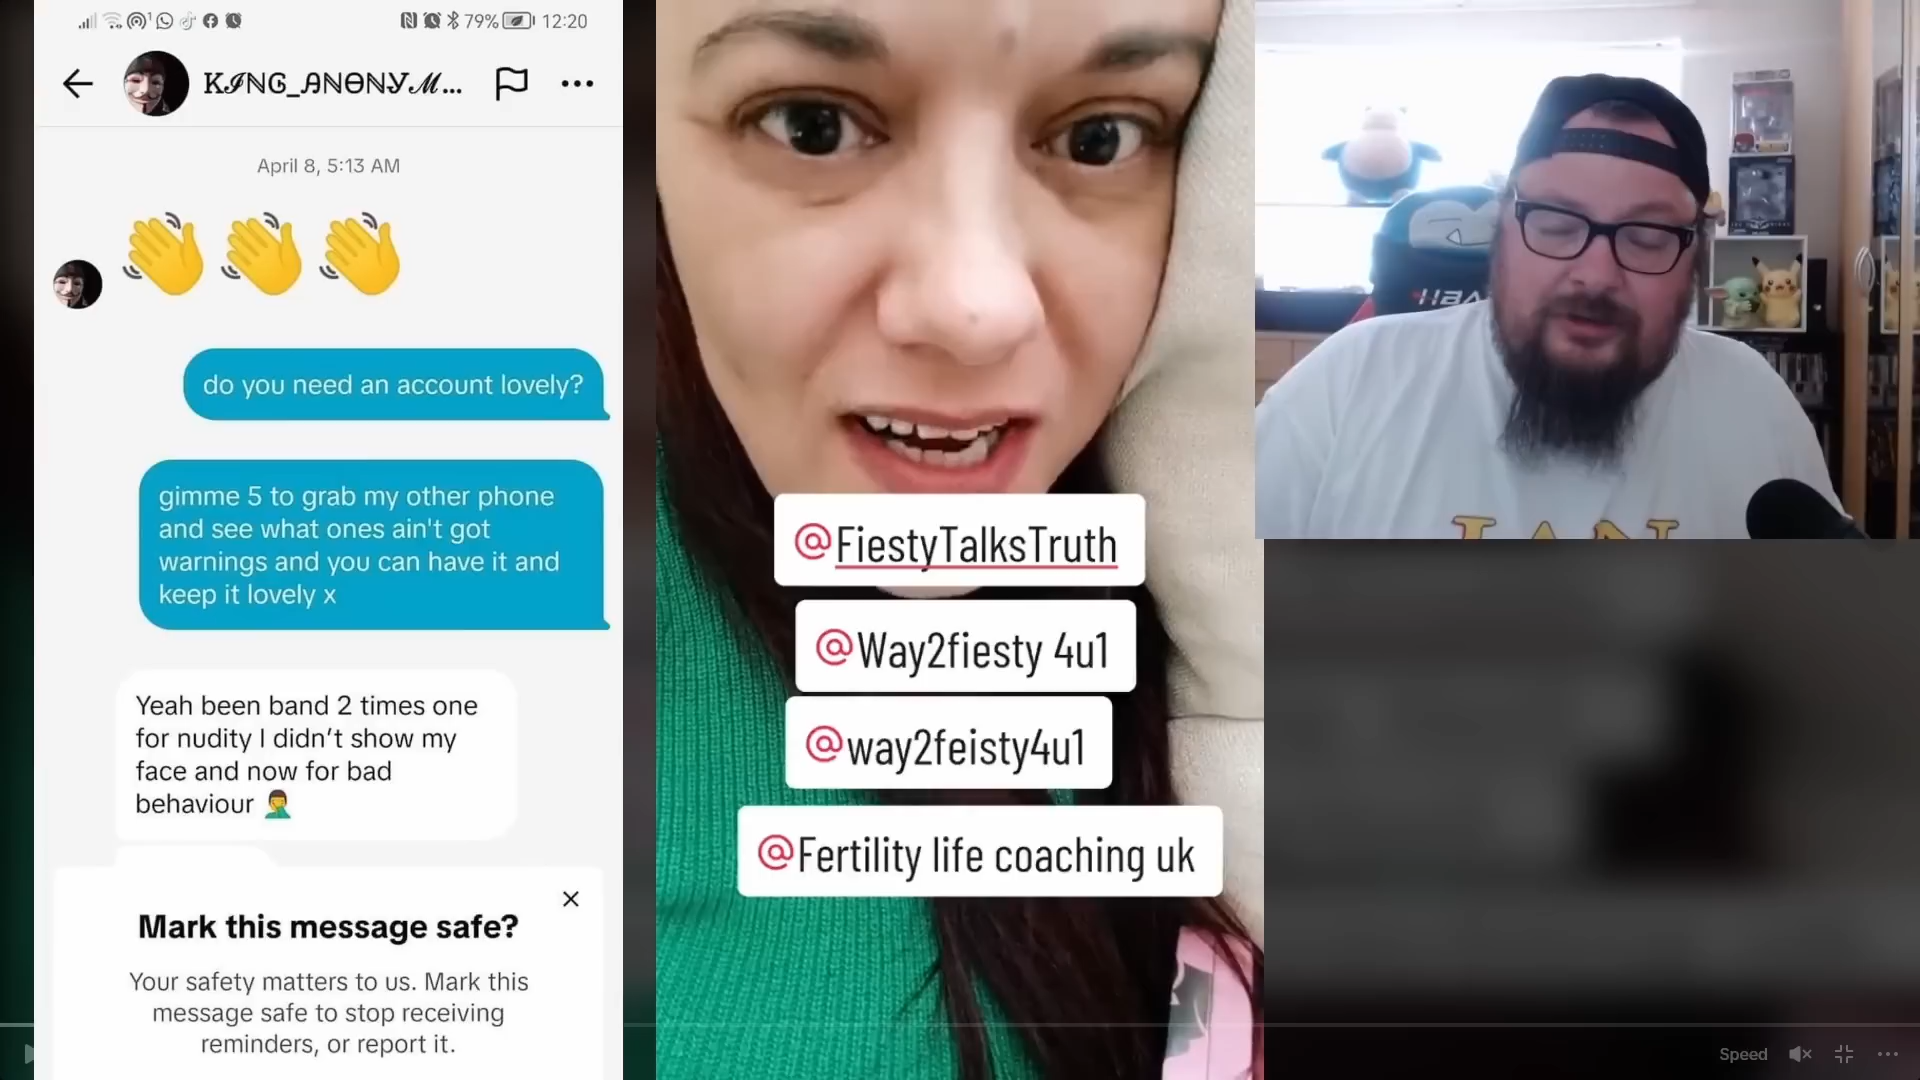 79% 12:20
K𝒥NG_ᗩNѲNƳℳ...
April 8, 5:13 AM
do you need an account lovely?
gimme 5 to grab my other phone
and see what ones ain't got
warnings and you can have it and
keep it lovely x
Yeah been band 2 times one
for nudity I didn’t show my
face and now for bad
behaviour 🤦‍♂️
Mark this message safe?
Your safety matters to us. Mark this
message safe to stop receiving
reminders, or report it.
@FiestyTalksTruth
@Way2fiesty 4u1
@way2feisty4u1
@Fertility life coaching uk
Speed